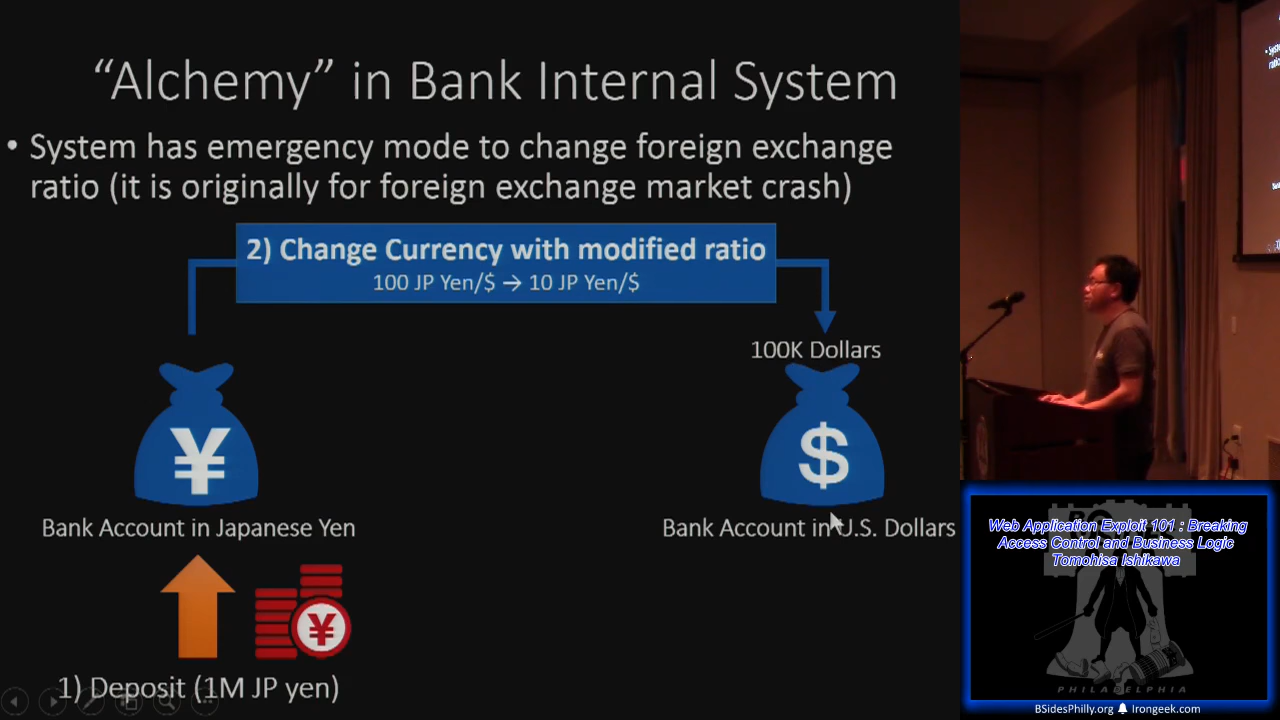 “Alchemy” in Bank Internal System
• System has emergency mode to change foreign exchange
ratio (it is originally for foreign exchange market crash)
2) Change Currency with modified ratio
100 JP Yen/$ → 10 JP Yen/$
100K Dollars
¥
$
Bank Account in Japanese Yen
Bank Account in U.S. Dollars
¥
1) Deposit (1M JP yen)
Web Application Exploit 101 : Breaking
Access Control and Business Logic
Tomohisa Ishikawa
PHILADELPHIA
BSidesPhilly.org Irongeek.com